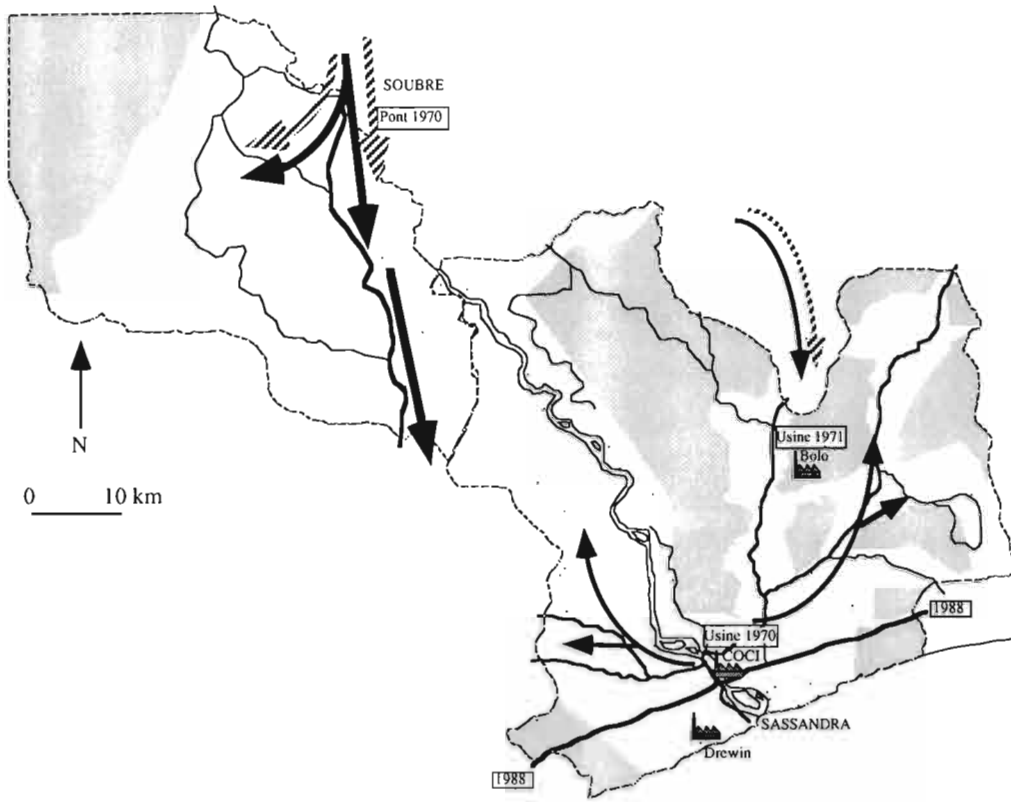 SOUBRE
Pont 1970
N
0 10 km
Usine 1971
Bolo
1988
Usine 1970
COCI
SASSANDRA
Drewin
1988